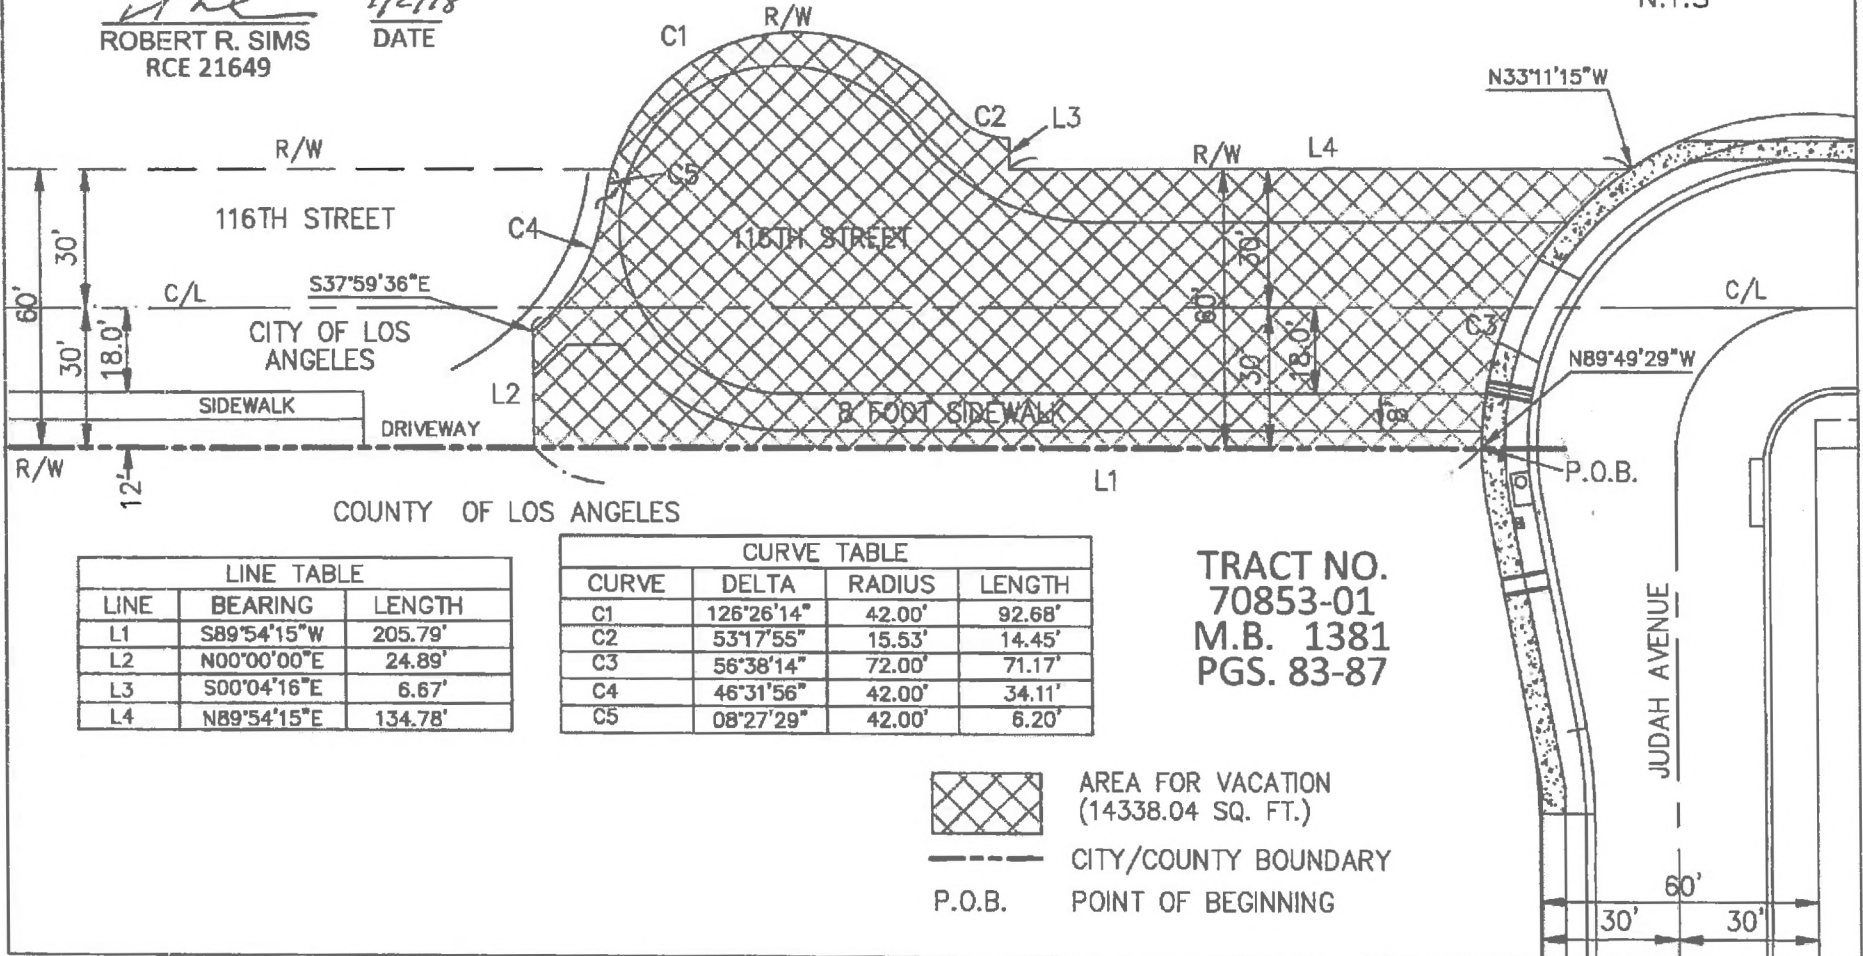 N.T.S
1/2/18
ROBERT R. SIMS
DATE
RCE 21649
R/W
C1
N33°11'15"W
C2
L3
R/W
R/W
L4
C5
116TH STREET
C4
116TH STREET
30'
30'
60'
60'
S37°59'36"E
C/L
C/L
CITY OF LOS
ANGELES
C3
30'
18.0'
30'
18.0'
N89°49'29"W
L2
SIDEWALK
8 FOOT SIDEWALK
8'
DRIVEWAY
R/W
12'
L1
P.O.B.
COUNTY OF LOS ANGELES
LINE TABLE
LINE BEARING LENGTH
L1 S89°54'15"W 205.79'
L2 N00°00'00"E 24.89'
L3 S00°04'16"E 6.67'
L4 N89°54'15"E 134.78'
CURVE TABLE
CURVE DELTA RADIUS LENGTH
C1 126°26'14" 42.00' 92.68'
C2 53°17'55" 15.53' 14.45'
C3 56°38'14" 72.00' 71.17'
C4 46°31'56" 42.00' 34.11'
C5 08°27'29" 42.00' 6.20'
TRACT NO.
70853-01
M.B. 1381
PGS. 83-87
JUDAH AVENUE
AREA FOR VACATION
(14338.04 SQ. FT.)
CITY/COUNTY BOUNDARY
P.O.B. POINT OF BEGINNING
60'
30'
30'